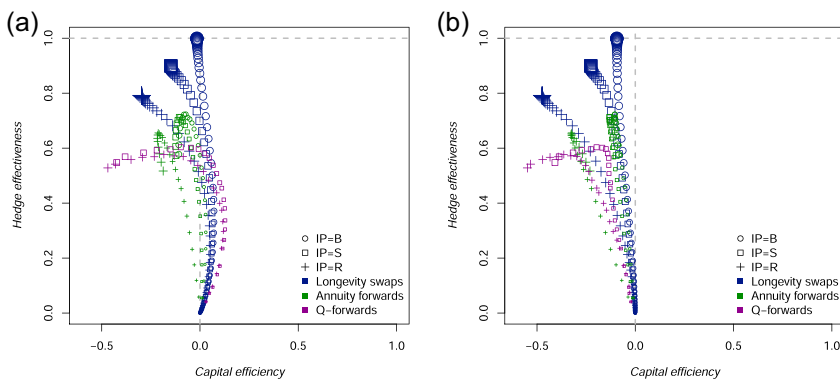 (a)
1.0
0.8
0.6
0.4
0.2
0.0
Hedge effectiveness
IP=B
IP=S
IP=R
Longevity swaps
Annuity forwards
Q−forwards
−0.5 0.0 0.5 1.0
Capital efficiency
(b)
1.0
0.8
0.6
0.4
0.2
0.0
Hedge effectiveness
IP=B
IP=S
IP=R
Longevity swaps
Annuity forwards
Q−forwards
−0.5 0.0 0.5 1.0
Capital efficiency